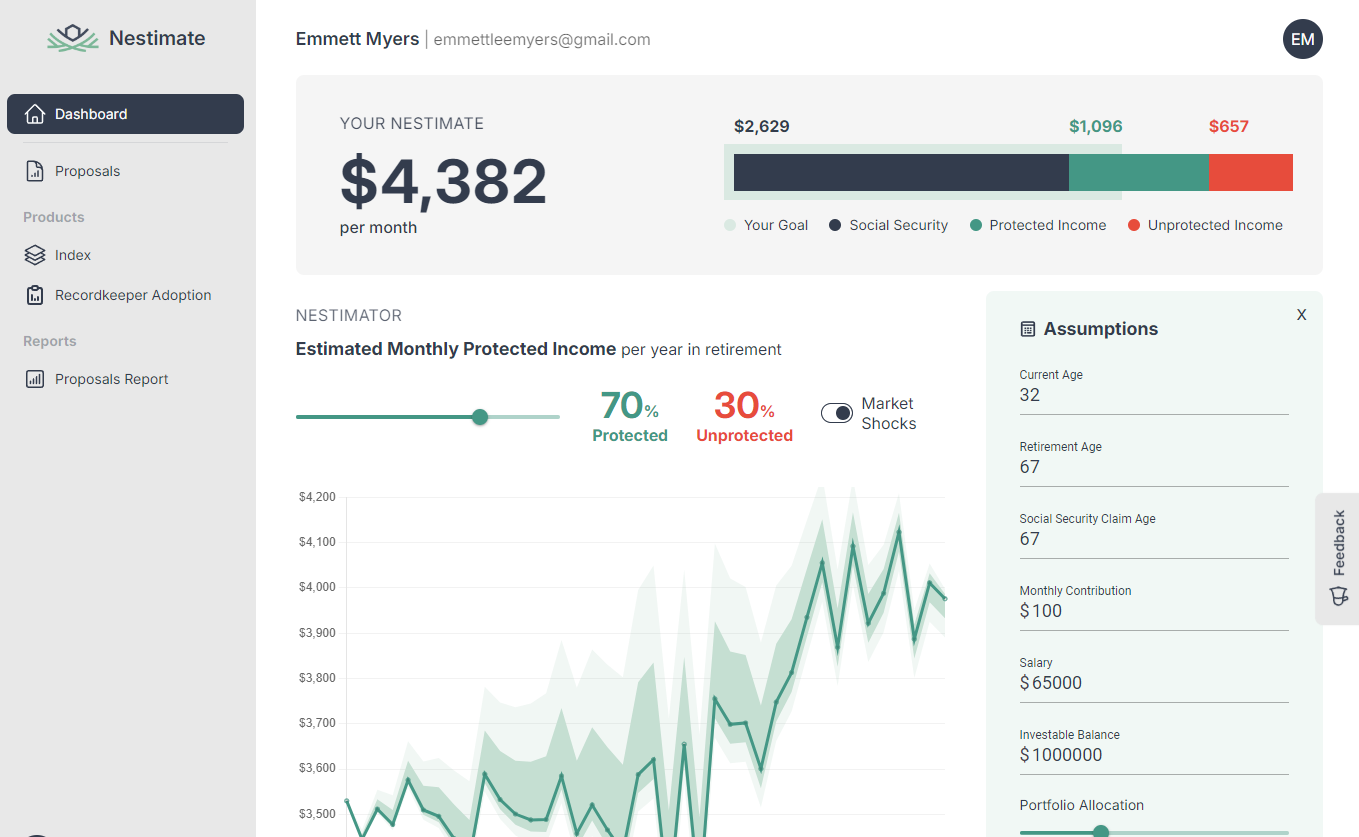 Nestimate
Emmett Myers | emmettleemyers@gmail.com
EM
Dashboard
Proposals
Products
Index
Recordkeeper Adoption
Reports
Proposals Report
YOUR NESTIMATE
$4,382
per month
$2,629 $1,096 $657
Your Goal Social Security Protected Income Unprotected Income
NESTIMATOR
Estimated Monthly Protected Income per year in retirement
70%
Protected
30%
Unprotected
Market
Shocks
$4,200
$4,100
$4,000
$3,900
$3,800
$3,700
$3,600
$3,500
X
Assumptions
Current Age
32
Retirement Age
67
Social Security Claim Age
67
Monthly Contribution
$100
Salary
$65000
Investable Balance
$1000000
Portfolio Allocation
Feedback